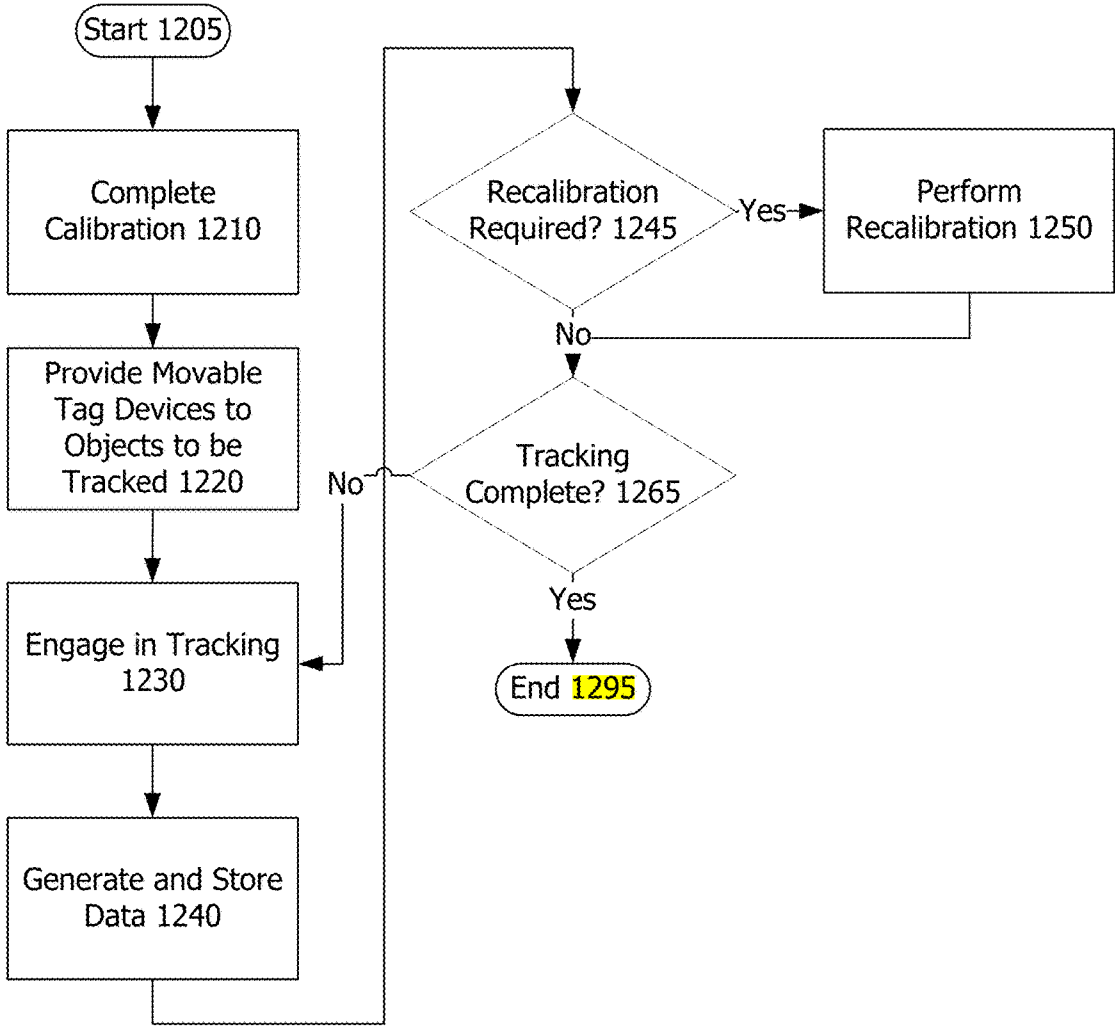 Start 1205
Complete
Calibration 1210
Provide Movable
Tag Devices to
Objects to be
Tracked 1220
Engage in Tracking
1230
Generate and Store
Data 1240
Recalibration
Required? 1245
Yes
Perform
Recalibration 1250
No
Tracking
Complete? 1265
No
Yes
End 1295